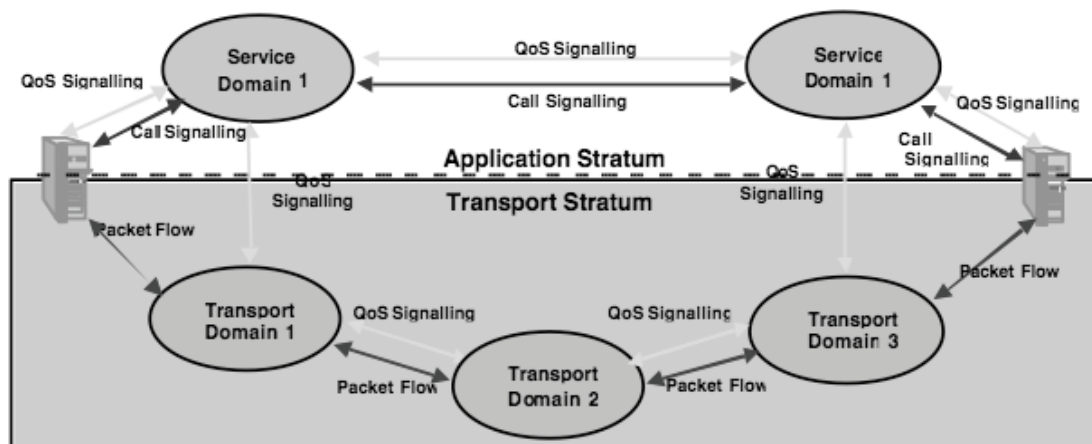 Service
Domain 1
QoS Signalling
Call Signalling
Service
Domain 1
QoS Signalling
Call Signalling
QoS Signalling
Call
Signalling
Application Stratum
QoS
Signalling
QoS
Signalling
Transport Stratum
Packet Flow
Packet Flow
Transport
Domain 1
QoS Signalling
Packet Flow
Transport
Domain 2
QoS Signalling
Packet Flow
Transport
Domain 3